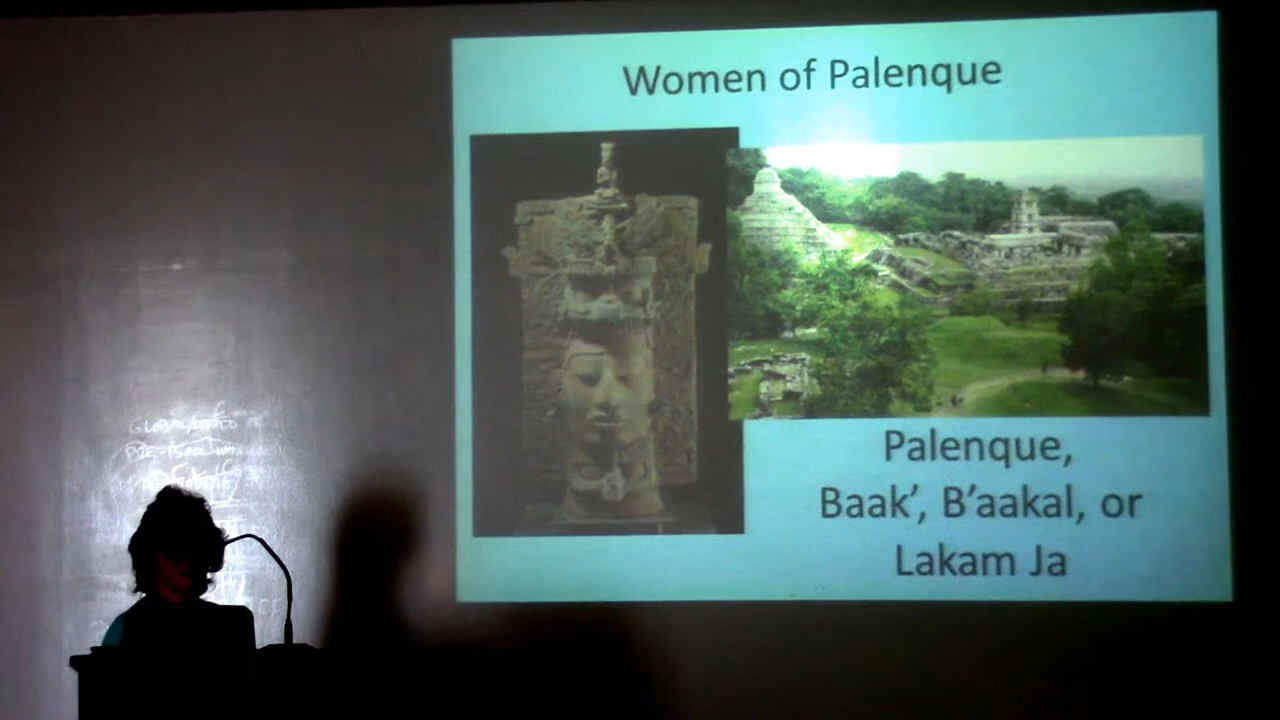 Women of Palenque
Palenque,
Baak’, B’aakal, or
Lakam Ja